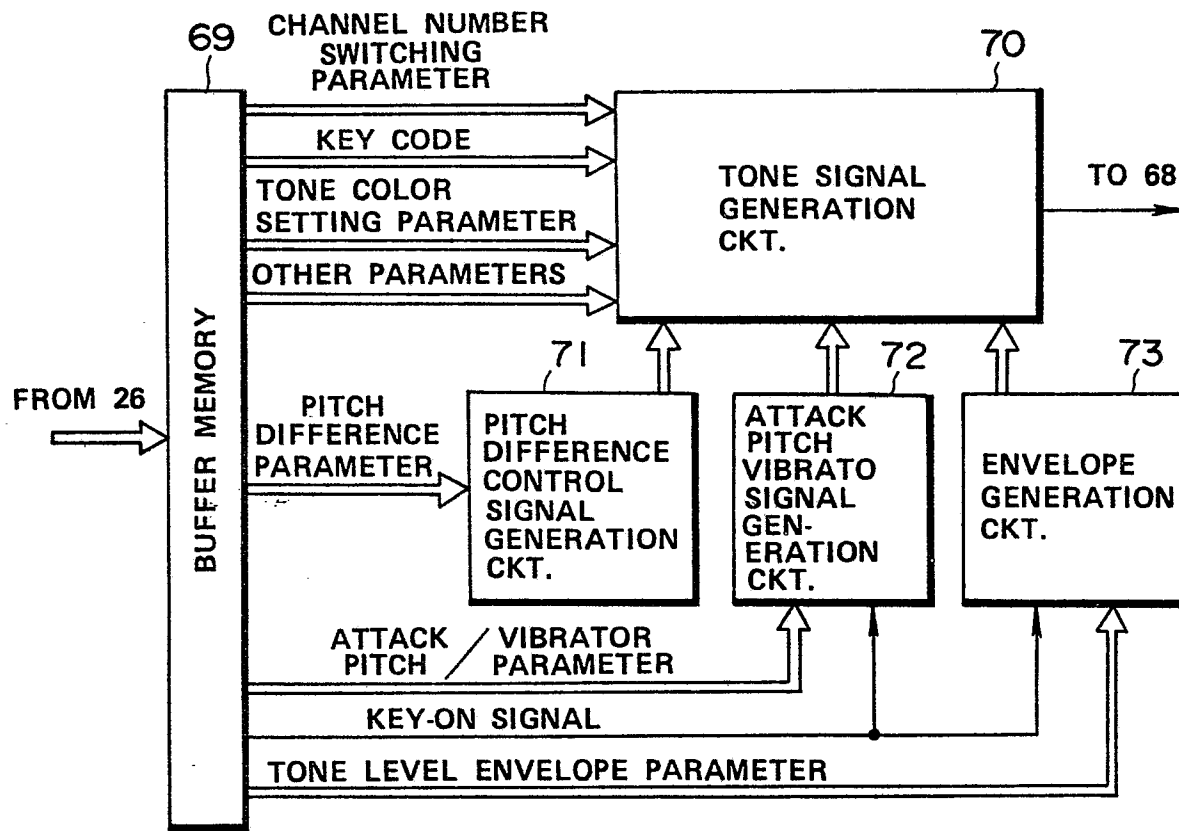 69
CHANNEL NUMBER
SWITCHING
PARAMETER
70
KEY CODE
TONE COLOR
SETTING PARAMETER
OTHER PARAMETERS
TONE SIGNAL
GENERATION
CKT.
TO 68
FROM 26
BUFFER MEMORY
PITCH
DIFFERENCE
PARAMETER
71
PITCH
DIFFERENCE
CONTROL
SIGNAL
GENERATION
CKT.
72
ATTACK
PITCH
VIBRATO
SIGNAL
GEN-
ERATION
CKT.
73
ENVELOPE
GENERATION
CKT.
ATTACK / VIBRATOR
PITCH PARAMETER
KEY-ON SIGNAL
TONE LEVEL ENVELOPE PARAMETER